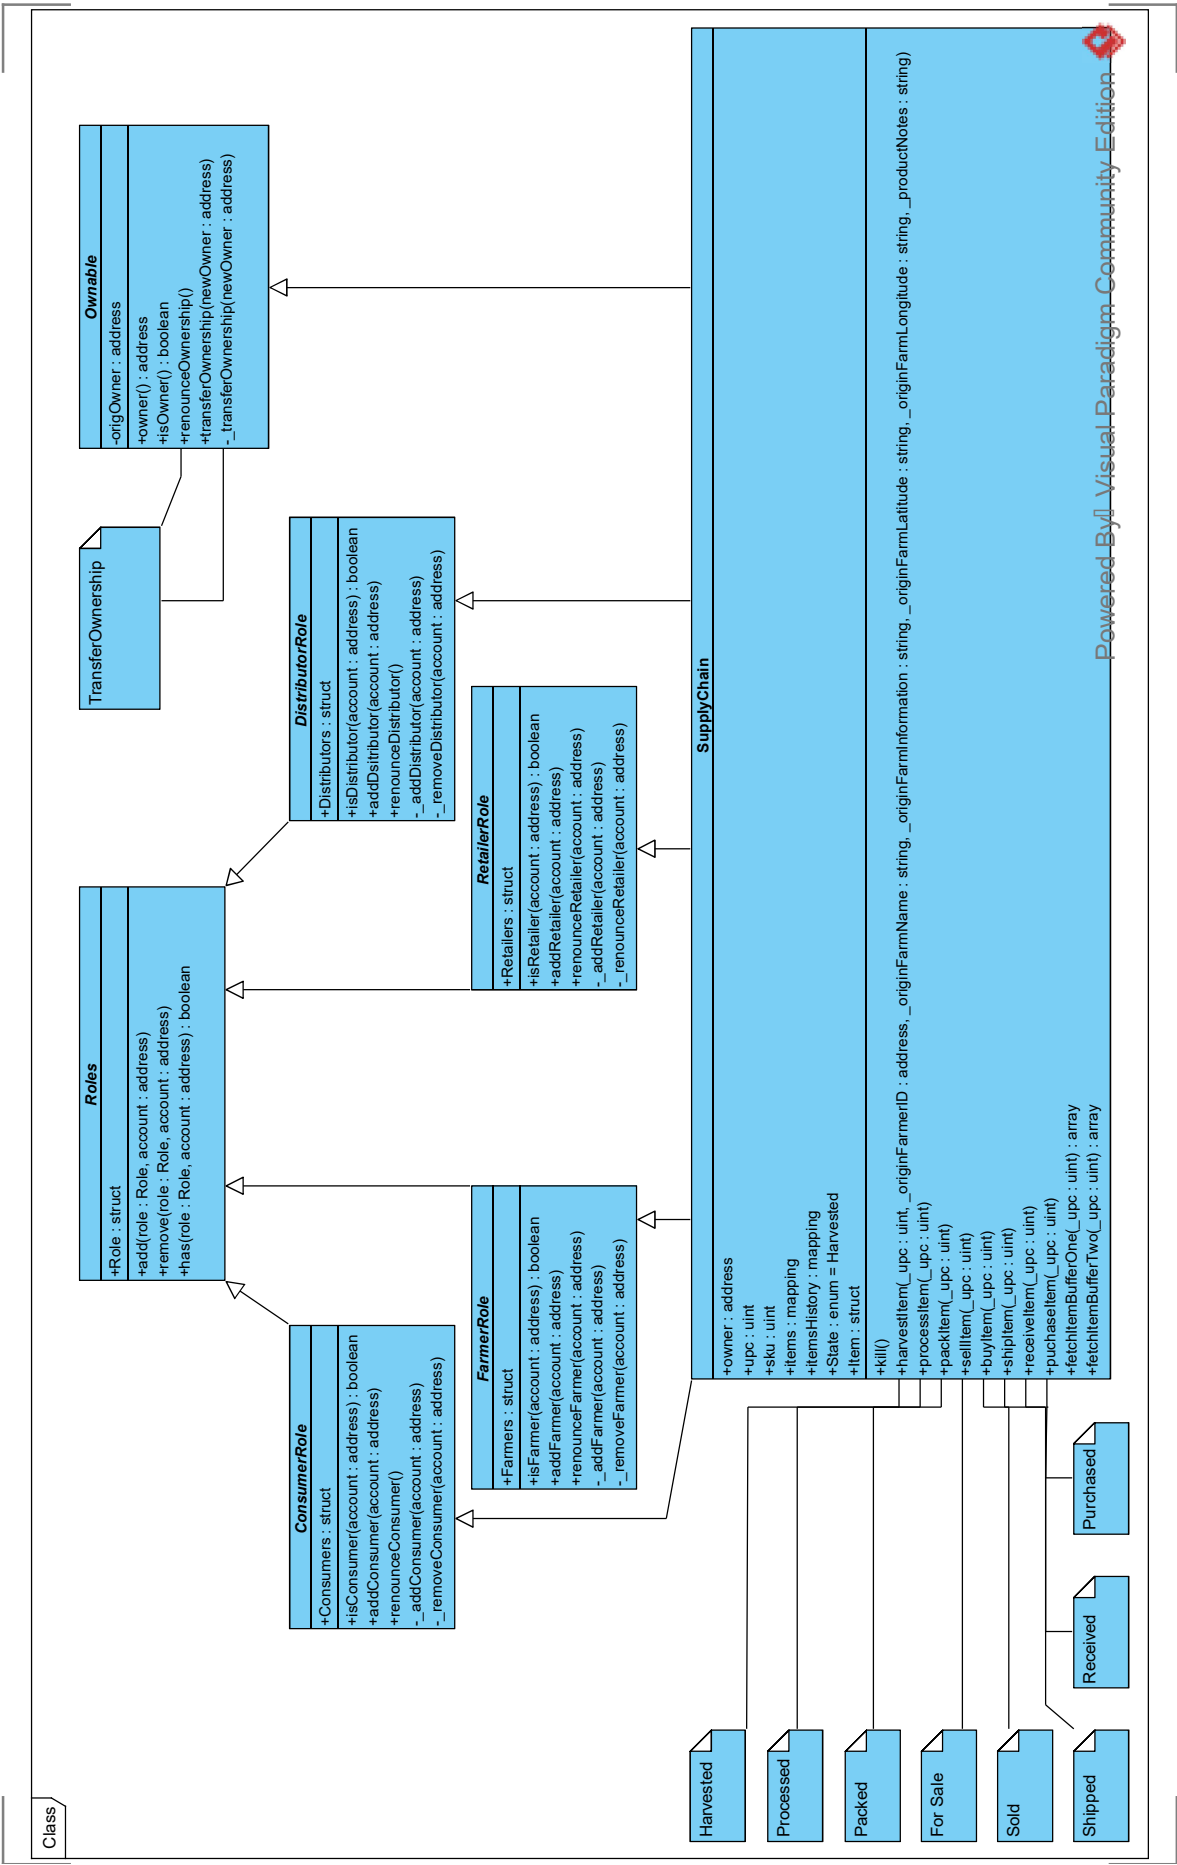 Class
Roles
+Role : struct
+add(role : Role, account : address)
+remove(role : Role, account : address)
+has(role : Role, account : address) : boolean
TransferOwnership
Ownable
-origOwner : address
+owner() : address
+isOwner() : boolean
+renounceOwnership()
+transferOwnership(newOwner : address)
-_transferOwnership(newOwner : address)
ConsumerRole
+Consumers : struct
+isConsumer(account : address) : boolean
+addConsumer(account : address)
+renounceConsumer()
-_addConsumer(account : address)
-_removeConsumer(account : address)
DistributorRole
+Distributors : struct
+isDistributor(account : address) : boolean
+addDsitributor(account : address)
+renounceDistributor()
-_addDistributor(account : address)
-_removeDistributor(account : address)
FarmerRole
+Farmers : struct
+isFarmer(account : address) : boolean
+addFarmer(account : address)
+renounceFarmer(account : address)
-_addFarmer(account : address)
-_removeFarmer(account : address)
RetailerRole
+Retailers : struct
+isRetailer(account : address) : boolean
+addRetailer(account : address)
+renounceRetailer(account : address)
-_addRetailer(account : address)
-_renounceRetailer(account : address)
SupplyChain
+owner : address
+upc : uint
+sku : uint
+items : mapping
+itemsHistory : mapping
+State : enum = Harvested
+Item : struct
+kill()
+harvestItem(_upc : uint, _originFarmerID : address, _originFarmName : string, _originFarmInformation : string, _originFarmLatitude : string, _originFarmLongitude : string, _productNotes : string)
+processItem(_upc : uint)
+packItem(_upc : uint)
+sellItem(_upc : uint)
+buyItem(_upc : uint)
+shipItem(_upc : uint)
+receiveItem(_upc : uint)
+puchaseItem(_upc : uint)
+fetchItemBufferOne(_upc : uint) : array
+fetchItemBufferTwo(_upc : uint) : array
Harvested
Processed
Packed
For Sale
Sold
Shipped
Received
Purchased
Powered By Visual Paradigm Community Edition